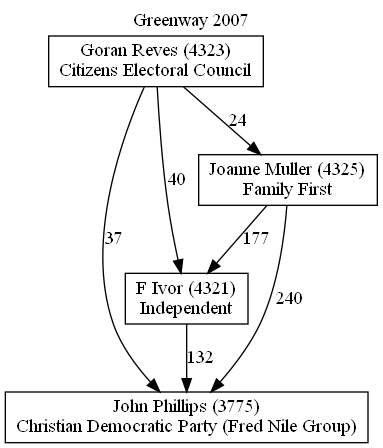 Greenway 2007
Goran Reves (4323)
Citizens Electoral Council
24
Joanne Muller (4325)
Family First
40
37
177
F Ivor (4321)
Independent
240
132
John Phillips (3775)
Christian Democratic Party (Fred Nile Group)